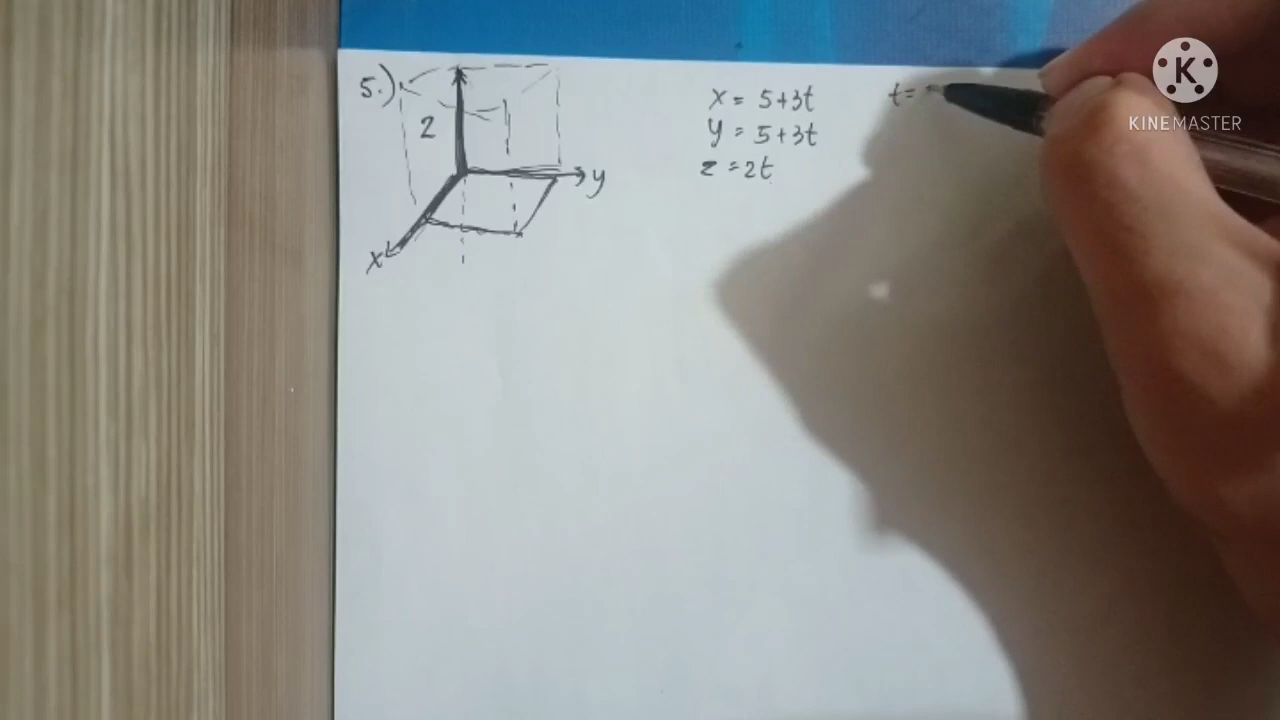 5.)
2
y
x
x = 5+3t
y = 5+3t
z = 2t
t =
K
KINEMASTER